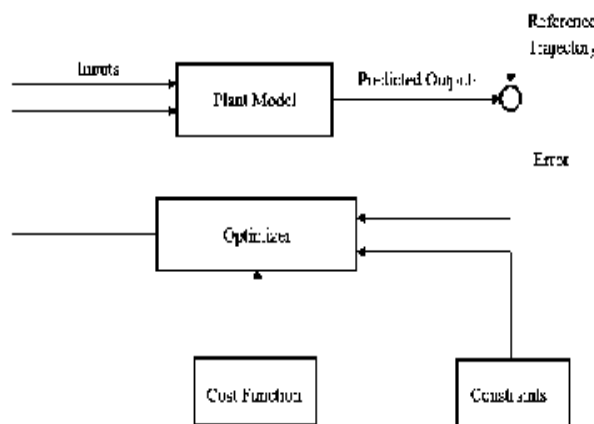 Reference
Trajectory
Inputs
Predicted Outputs
Plant Model
Error
Optimizer
Cost Function
Constraints